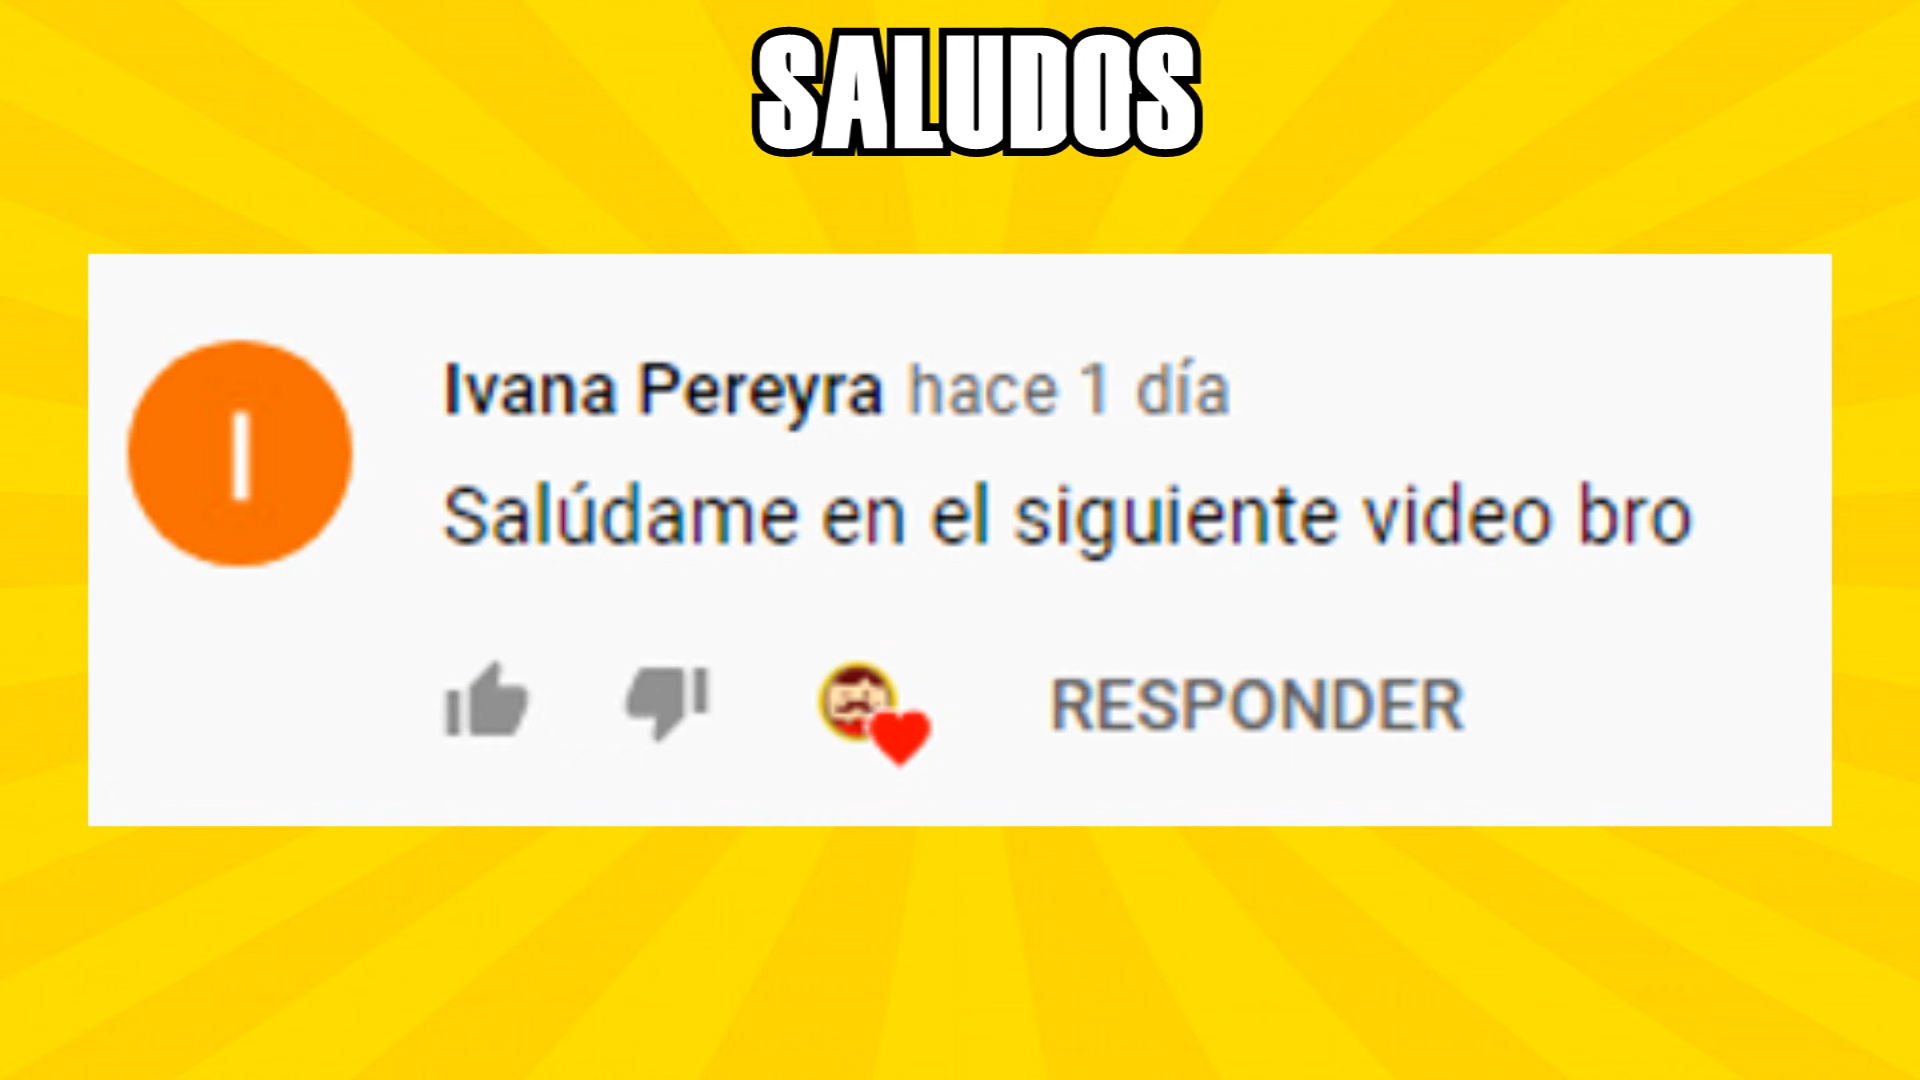 SALUDOS
I
Ivana Pereyra hace 1 día
Salúdame en el siguiente video bro
RESPONDER